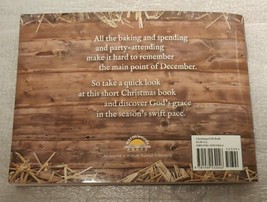 All the baking and spending
and party-attending
make it hard to remember
the main point of December.
So take a quick look
at this short Christmas book
and discover God's grace
in the season's swift pace.